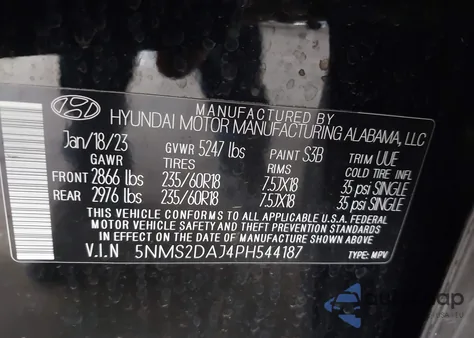 MANUFACTURED BY
HYUNDAI MOTOR MANUFACTURING ALABAMA, LLC
Jan/18/23 GVWR 5247 lbs PAINT S3B TRIM UUE
GAWR TIRES RIMS COLD TIRE INFL
FRONT 2866 lbs 235/60R18 7.5JX18 35 psi SINGLE
REAR 2976 lbs 235/60R18 7.5JX18 35 psi SINGLE
THIS VEHICLE CONFORMS TO ALL APPLICABLE U.S.A. FEDERAL
MOTOR VEHICLE SAFETY AND THEFT PREVENTION STANDARDS
IN EFFECT ON THE DATE OF MANUFACTURE SHOWN ABOVE.
V.I.N 5NMS2DAJ4PH544187 TYPE: MPV